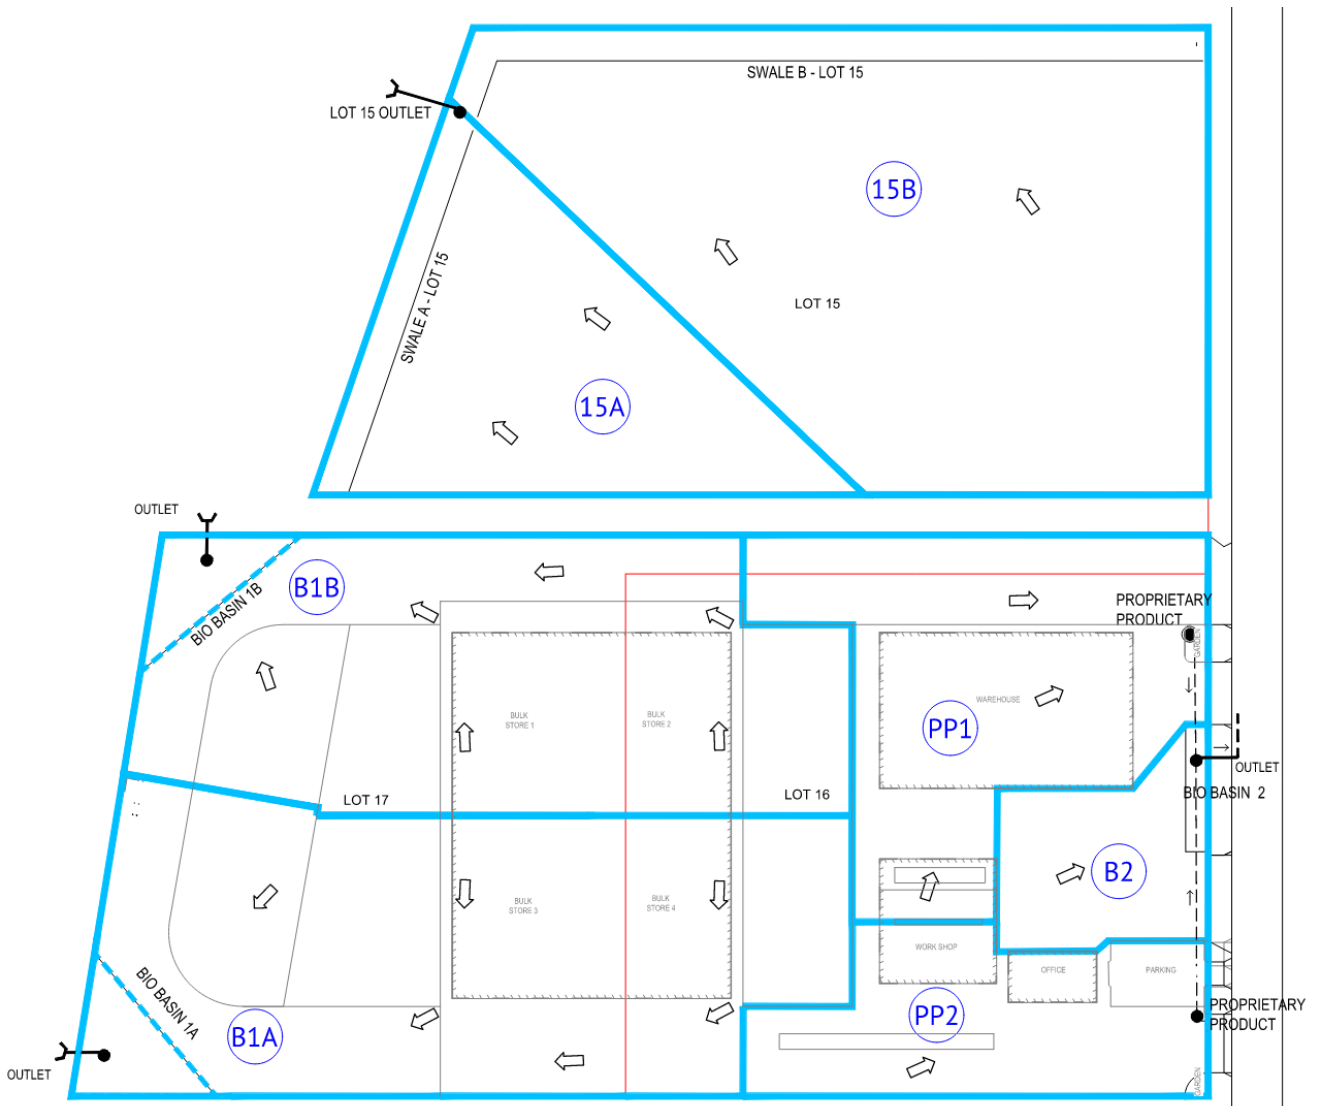 SWALE B - LOT 15
LOT 15 OUTLET
15B
SWALE A - LOT 15
LOT 15
15A
OUTLET
B1B
BIO BASIN 1B
PROPRIETARY
PRODUCT
GARDEN
WAREHOUSE
BULK
STORE 1
BULK
STORE 2
PP1
OUTLET
BIO BASIN 2
LOT 17
LOT 16
B2
BULK
STORE 3
BULK
STORE 4
WORK SHOP
OFFICE
PARKING
BIO BASIN 1A
B1A
PP2
PROPRIETARY
PRODUCT
OUTLET
GARDEN